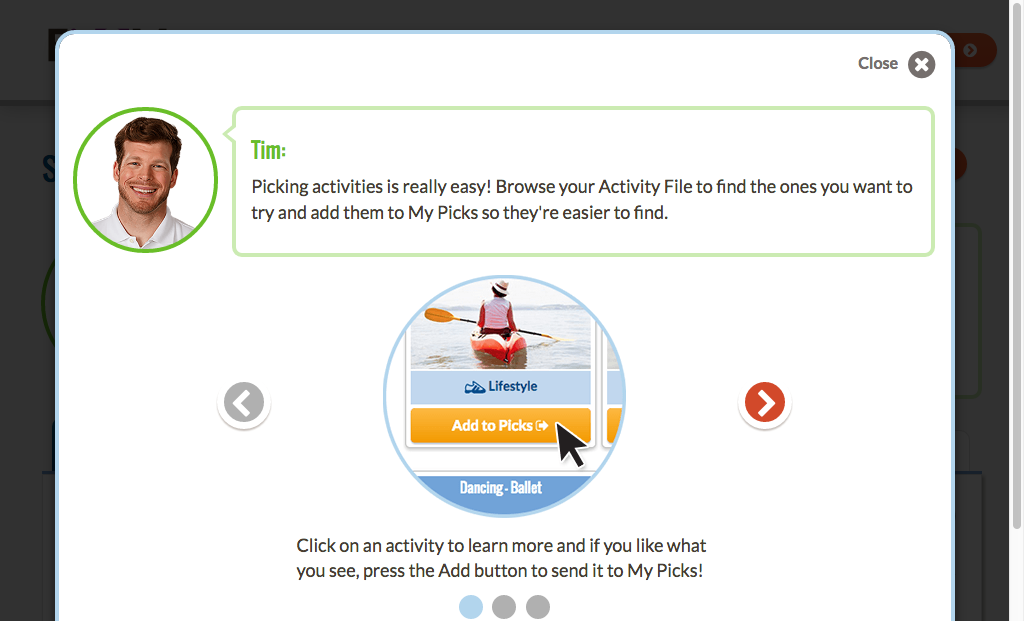 Close
Tim:
Picking activities is really easy! Browse your Activity File to find the ones you want to
try and add them to My Picks so they're easier to find.
Lifestyle
Add to Picks
Dancing - Ballet
Click on an activity to learn more and if you like what
you see, press the Add button to send it to My Picks!